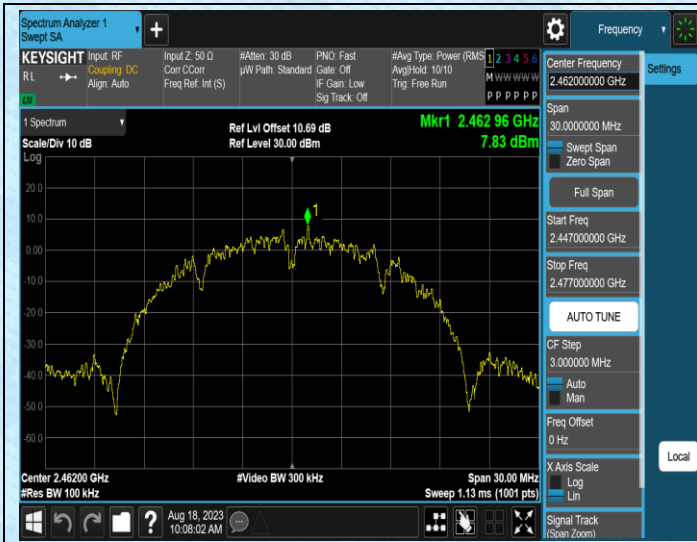 Spectrum Analyzer 1
Swept SA
Frequency
KEYSIGHT
RL
LXI
Input: RF
Coupling: DC
Align: Auto
Input Z: 50 Ω
Corr CCorr
Freq Ref: Int (S)
#Atten: 30 dB
µW Path: Standard
PNO: Fast
Gate: Off
IF Gain: Low
Sig Track: Off
#Avg Type: Power (RMS
Avg|Hold: 10/10
Trig: Free Run
1 2 3 4 5 6
M W W W W W
P P P P P P
1 Spectrum
Scale/Div 10 dB
Ref Lvl Offset 10.69 dB
Ref Level 30.00 dBm
Mkr1 2.462 96 GHz
7.83 dBm
Log
20.0
10.0
0.00
-10.0
-20.0
-30.0
-40.0
-50.0
-60.0
1
Center 2.46200 GHz
#Res BW 100 kHz
#Video BW 300 kHz
Span 30.00 MHz
Sweep 1.13 ms (1001 pts)
Center Frequency
2.462000000 GHz
Settings
Span
30.0000000 MHz
Swept Span
Zero Span
Full Span
Start Freq
2.447000000 GHz
Stop Freq
2.477000000 GHz
AUTO TUNE
CF Step
3.000000 MHz
Auto
Man
Freq Offset
0 Hz
Local
X Axis Scale
Log
Lin
Signal Track
(Span Zoom)
?
Aug 18, 2023
10:08:02 AM